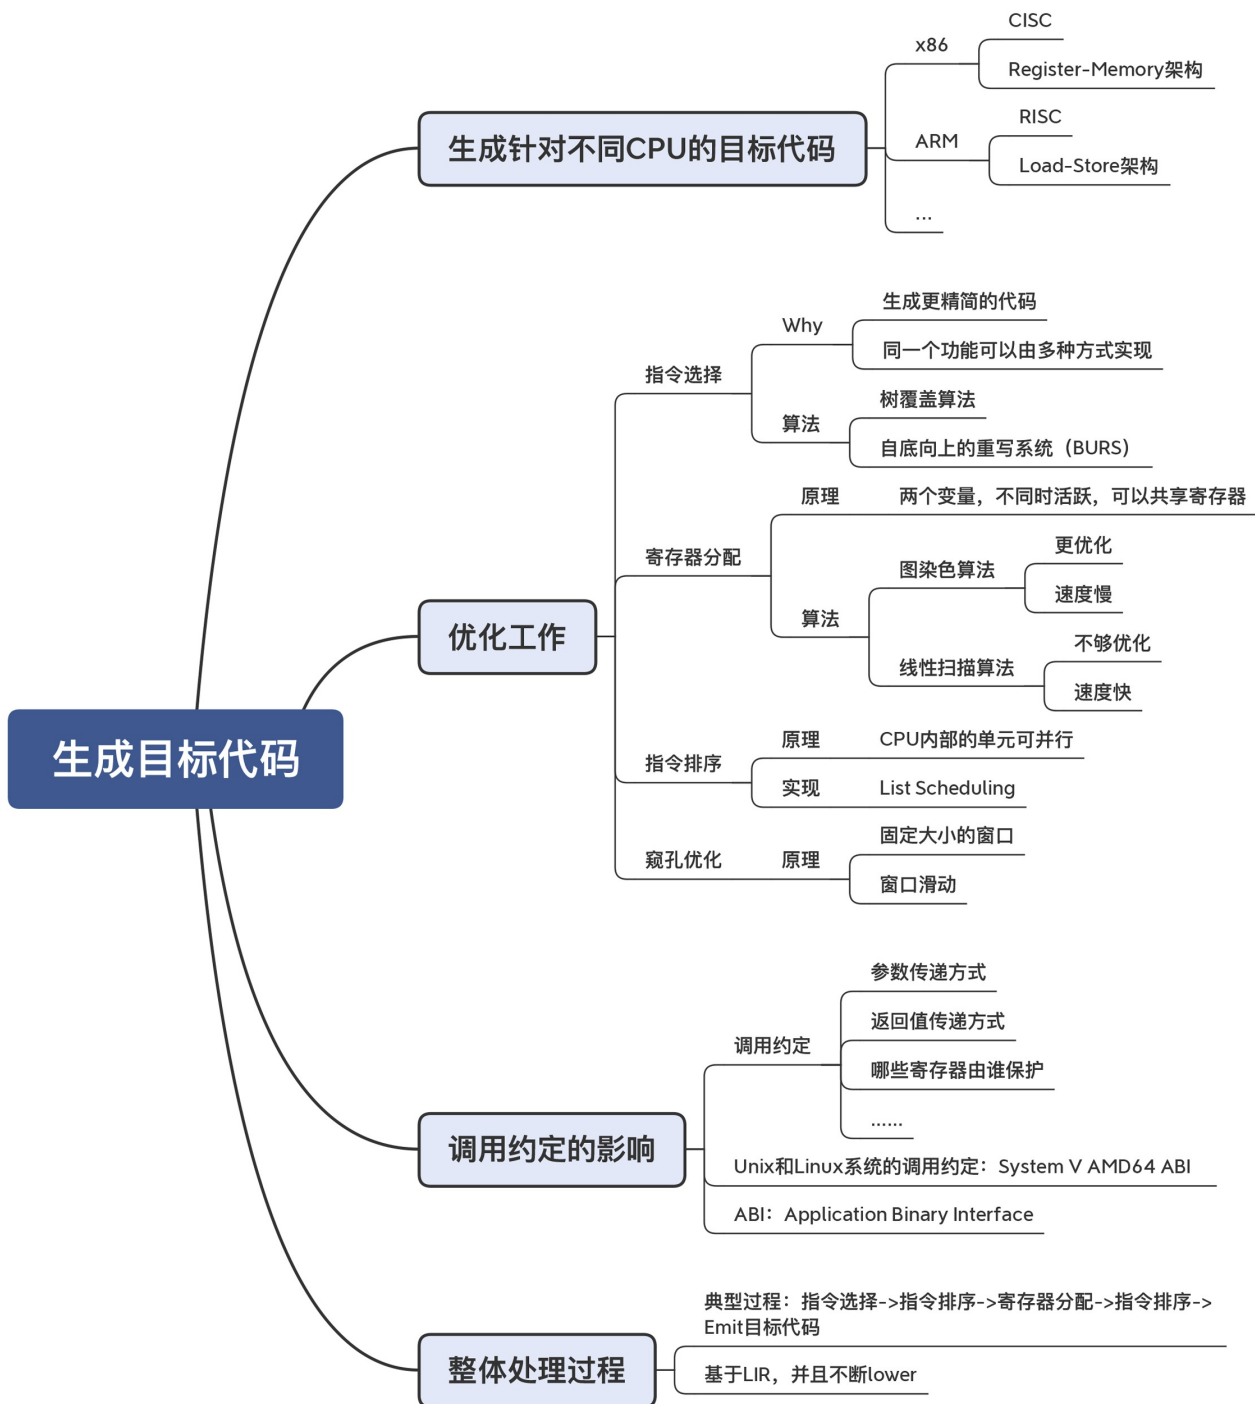 生成目标代码
生成针对不同CPU的目标代码
x86
CISC
Register-Memory架构
ARM
RISC
Load-Store架构
...
优化工作
指令选择
Why
生成更精简的代码
同一个功能可以由多种方式实现
算法
树覆盖算法
自底向上的重写系统（BURS）
寄存器分配
原理
两个变量，不同时活跃，可以共享寄存器
算法
图染色算法
更优化
速度慢
线性扫描算法
不够优化
速度快
指令排序
原理
CPU内部的单元可并行
实现
List Scheduling
窥孔优化
原理
固定大小的窗口
窗口滑动
调用约定的影响
调用约定
参数传递方式
返回值传递方式
哪些寄存器由谁保护
......
Unix和Linux系统的调用约定：System V AMD64 ABI
ABI：Application Binary Interface
整体处理过程
典型过程：指令选择->指令排序->寄存器分配->指令排序->
Emit目标代码
基于LIR，并且不断lower